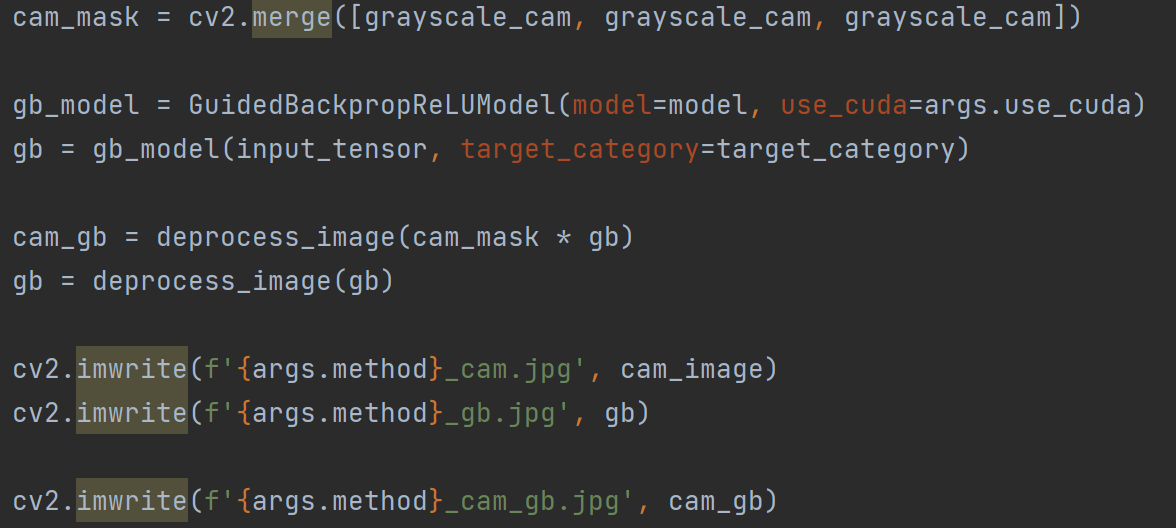 cam_mask = cv2.merge([grayscale_cam, grayscale_cam, grayscale_cam])
gb_model = GuidedBackpropReLUModel(model=model, use_cuda=args.use_cuda)
gb = gb_model(input_tensor, target_category=target_category)
cam_gb = deprocess_image(cam_mask * gb)
gb = deprocess_image(gb)
cv2.imwrite(f'{args.method}_cam.jpg', cam_image)
cv2.imwrite(f'{args.method}_gb.jpg', gb)
cv2.imwrite(f'{args.method}_cam_gb.jpg', cam_gb)